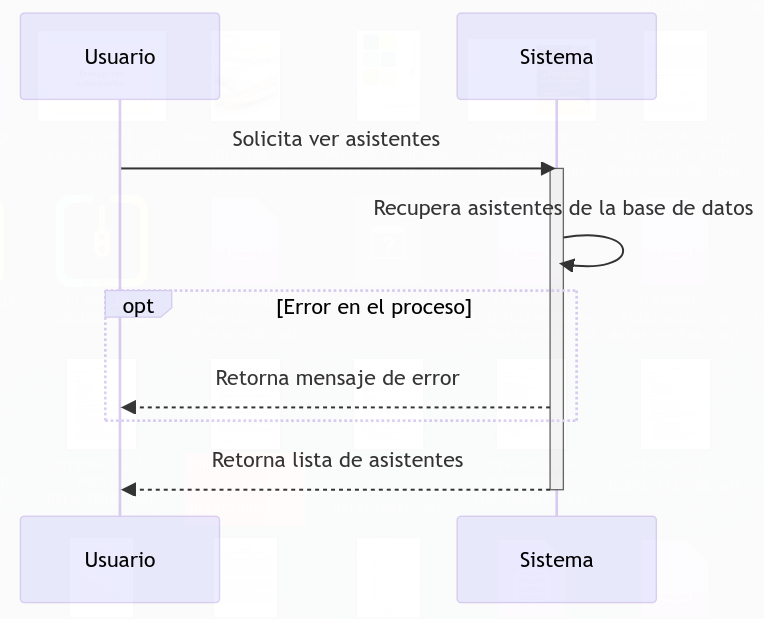 Usuario
Sistema
Solicita ver asistentes
Recupera asistentes de la base de datos
opt
[Error en el proceso]
Retorna mensaje de error
Retorna lista de asistentes
Usuario
Sistema